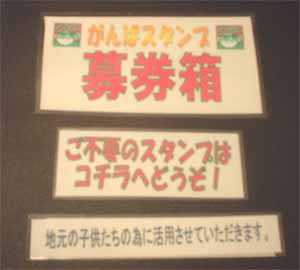 がんばスタンプ
募券箱
ご不要のスタンプは
コチラへどうぞ！
地元の子供たちの為に活用させていただきます。